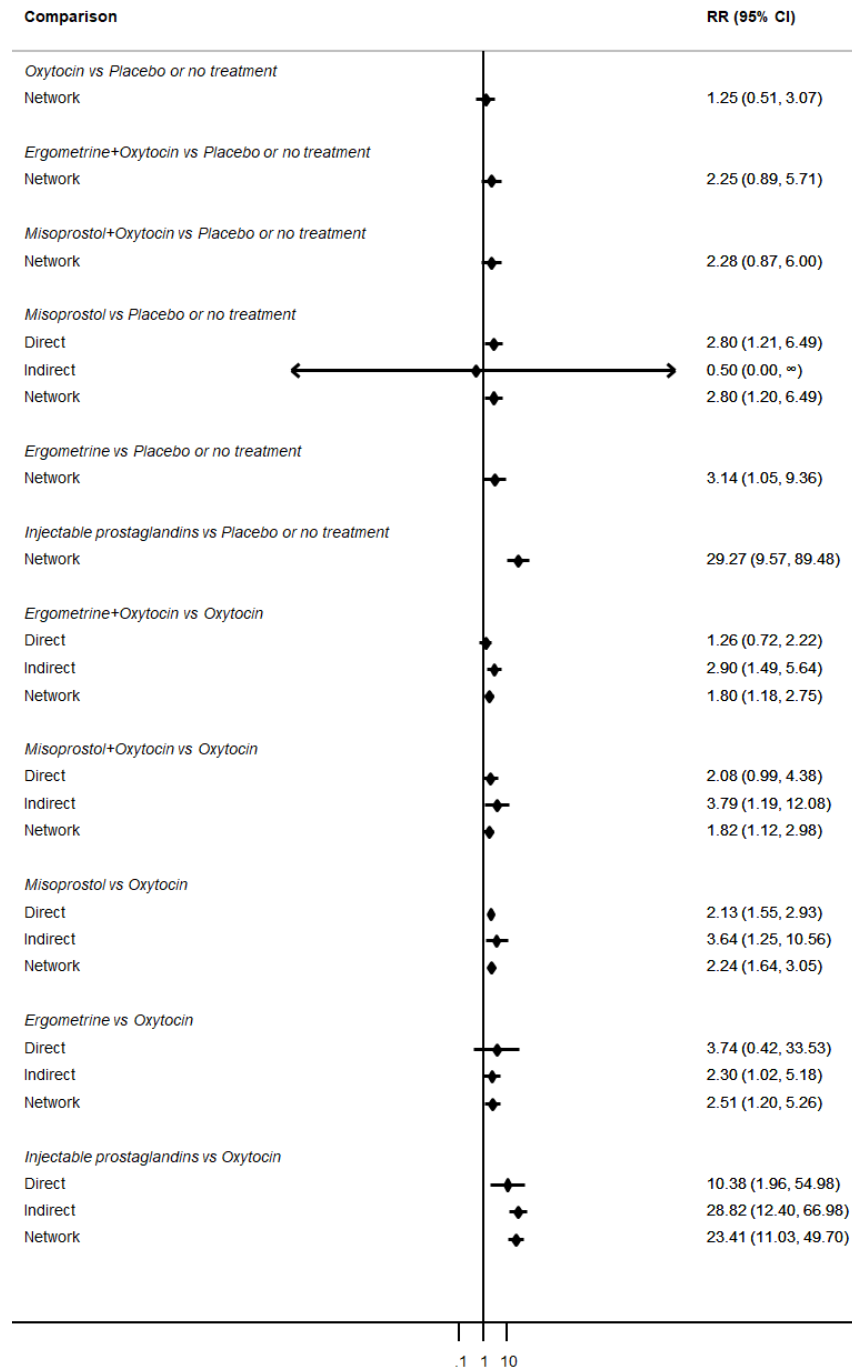 Comparison RR (95% CI)
Oxytocin vs Placebo or no treatment
Network 1.25 (0.51, 3.07)
Ergometrine+Oxytocin vs Placebo or no treatment
Network 2.25 (0.89, 5.71)
Misoprostol+Oxytocin vs Placebo or no treatment
Network 2.28 (0.87, 6.00)
Misoprostol vs Placebo or no treatment
Direct 2.80 (1.21, 6.49)
Indirect 0.50 (0.00, ∞)
Network 2.80 (1.20, 6.49)
Ergometrine vs Placebo or no treatment
Network 3.14 (1.05, 9.36)
Injectable prostaglandins vs Placebo or no treatment
Network 29.27 (9.57, 89.48)
Ergometrine+Oxytocin vs Oxytocin
Direct 1.26 (0.72, 2.22)
Indirect 2.90 (1.49, 5.64)
Network 1.80 (1.18, 2.75)
Misoprostol+Oxytocin vs Oxytocin
Direct 2.08 (0.99, 4.38)
Indirect 3.79 (1.19, 12.08)
Network 1.82 (1.12, 2.98)
Misoprostol vs Oxytocin
Direct 2.13 (1.55, 2.93)
Indirect 3.64 (1.25, 10.56)
Network 2.24 (1.64, 3.05)
Ergometrine vs Oxytocin
Direct 3.74 (0.42, 33.53)
Indirect 2.30 (1.02, 5.18)
Network 2.51 (1.20, 5.26)
Injectable prostaglandins vs Oxytocin
Direct 10.38 (1.96, 54.98)
Indirect 28.82 (12.40, 66.98)
Network 23.41 (11.03, 49.70)
.1 1 10